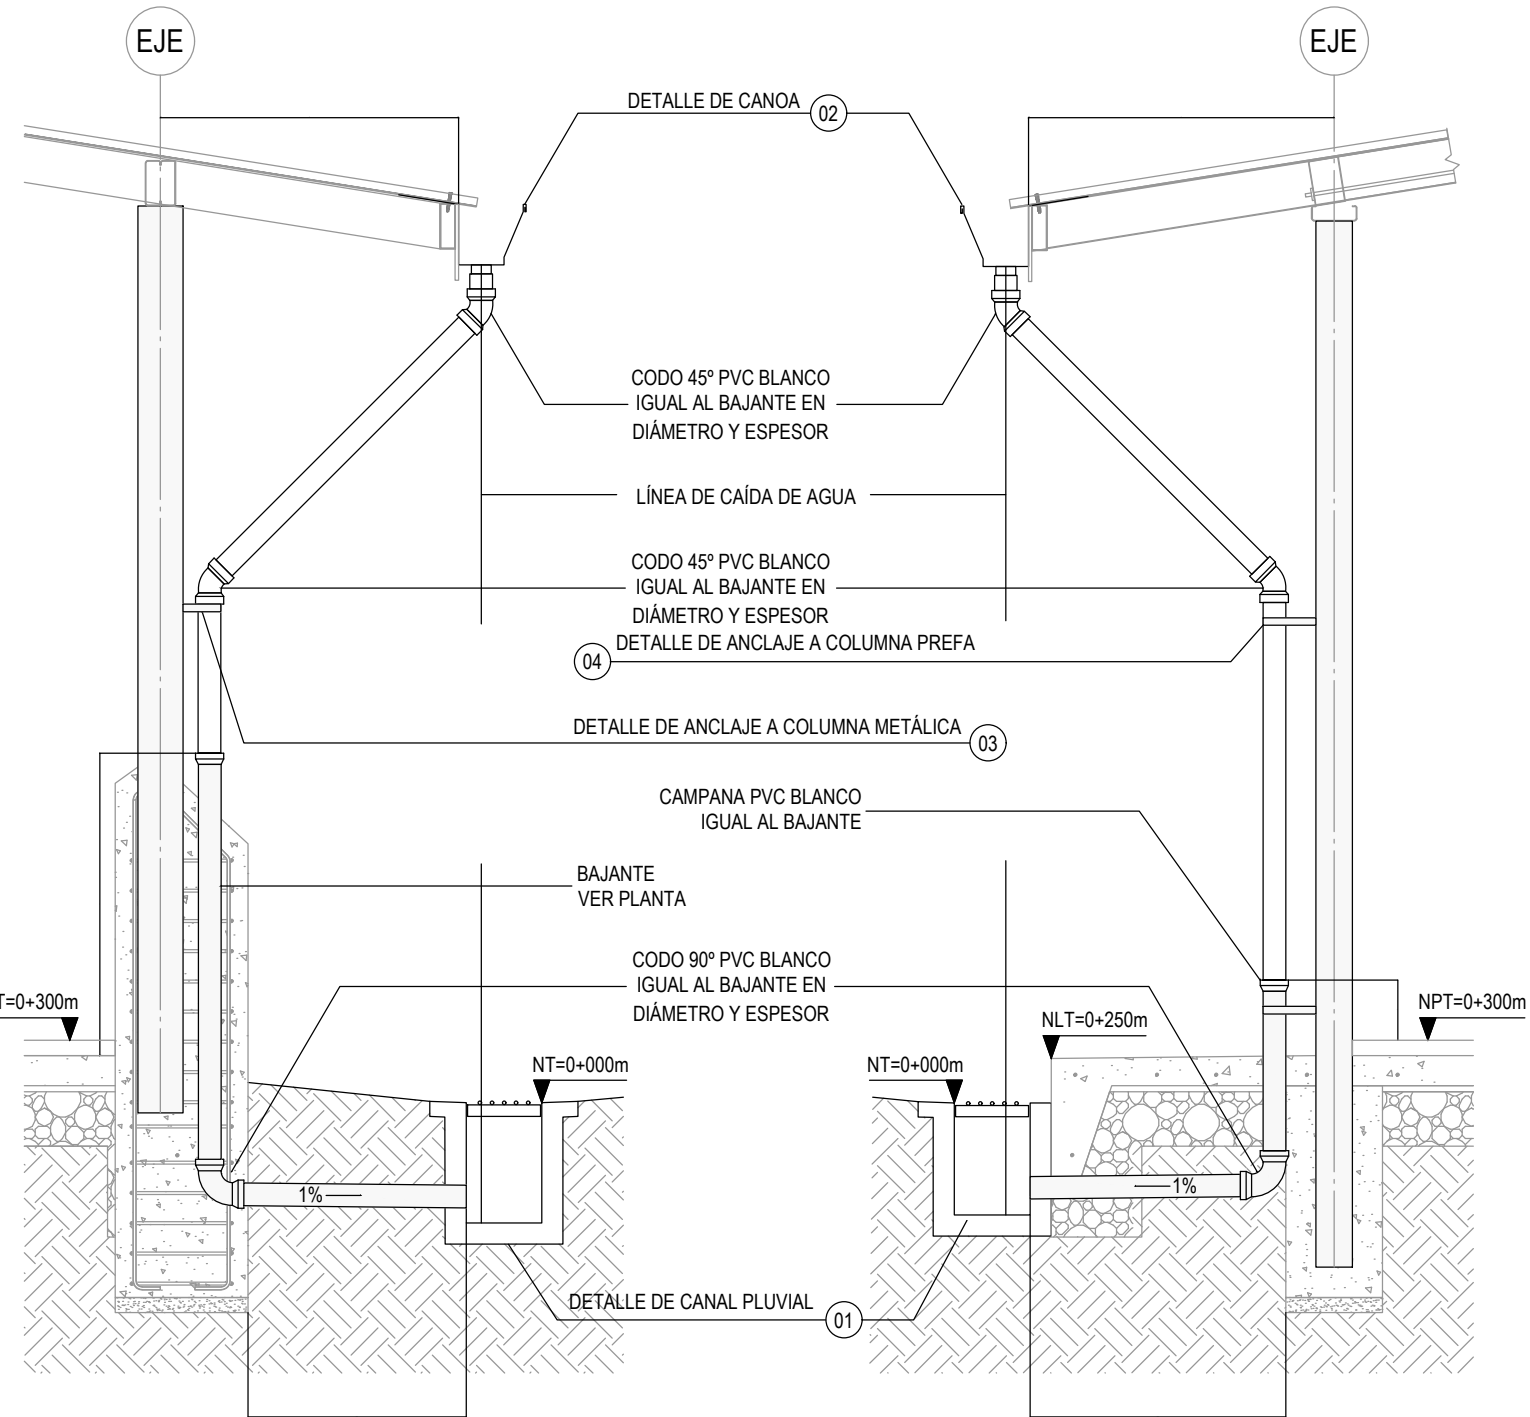 EJE
EJE
DETALLE DE CANOA
02
CODO 45º PVC BLANCO
IGUAL AL BAJANTE EN
DIÁMETRO Y ESPESOR
LÍNEA DE CAÍDA DE AGUA
CODO 45º PVC BLANCO
IGUAL AL BAJANTE EN
DIÁMETRO Y ESPESOR
DETALLE DE ANCLAJE A COLUMNA PREFA
04
DETALLE DE ANCLAJE A COLUMNA METÁLICA
03
CAMPANA PVC BLANCO
IGUAL AL BAJANTE
BAJANTE
VER PLANTA
CODO 90º PVC BLANCO
IGUAL AL BAJANTE EN
DIÁMETRO Y ESPESOR
T=0+300m
NPT=0+300m
NLT=0+250m
NT=0+000m
NT=0+000m
1%
1%
DETALLE DE CANAL PLUVIAL
01